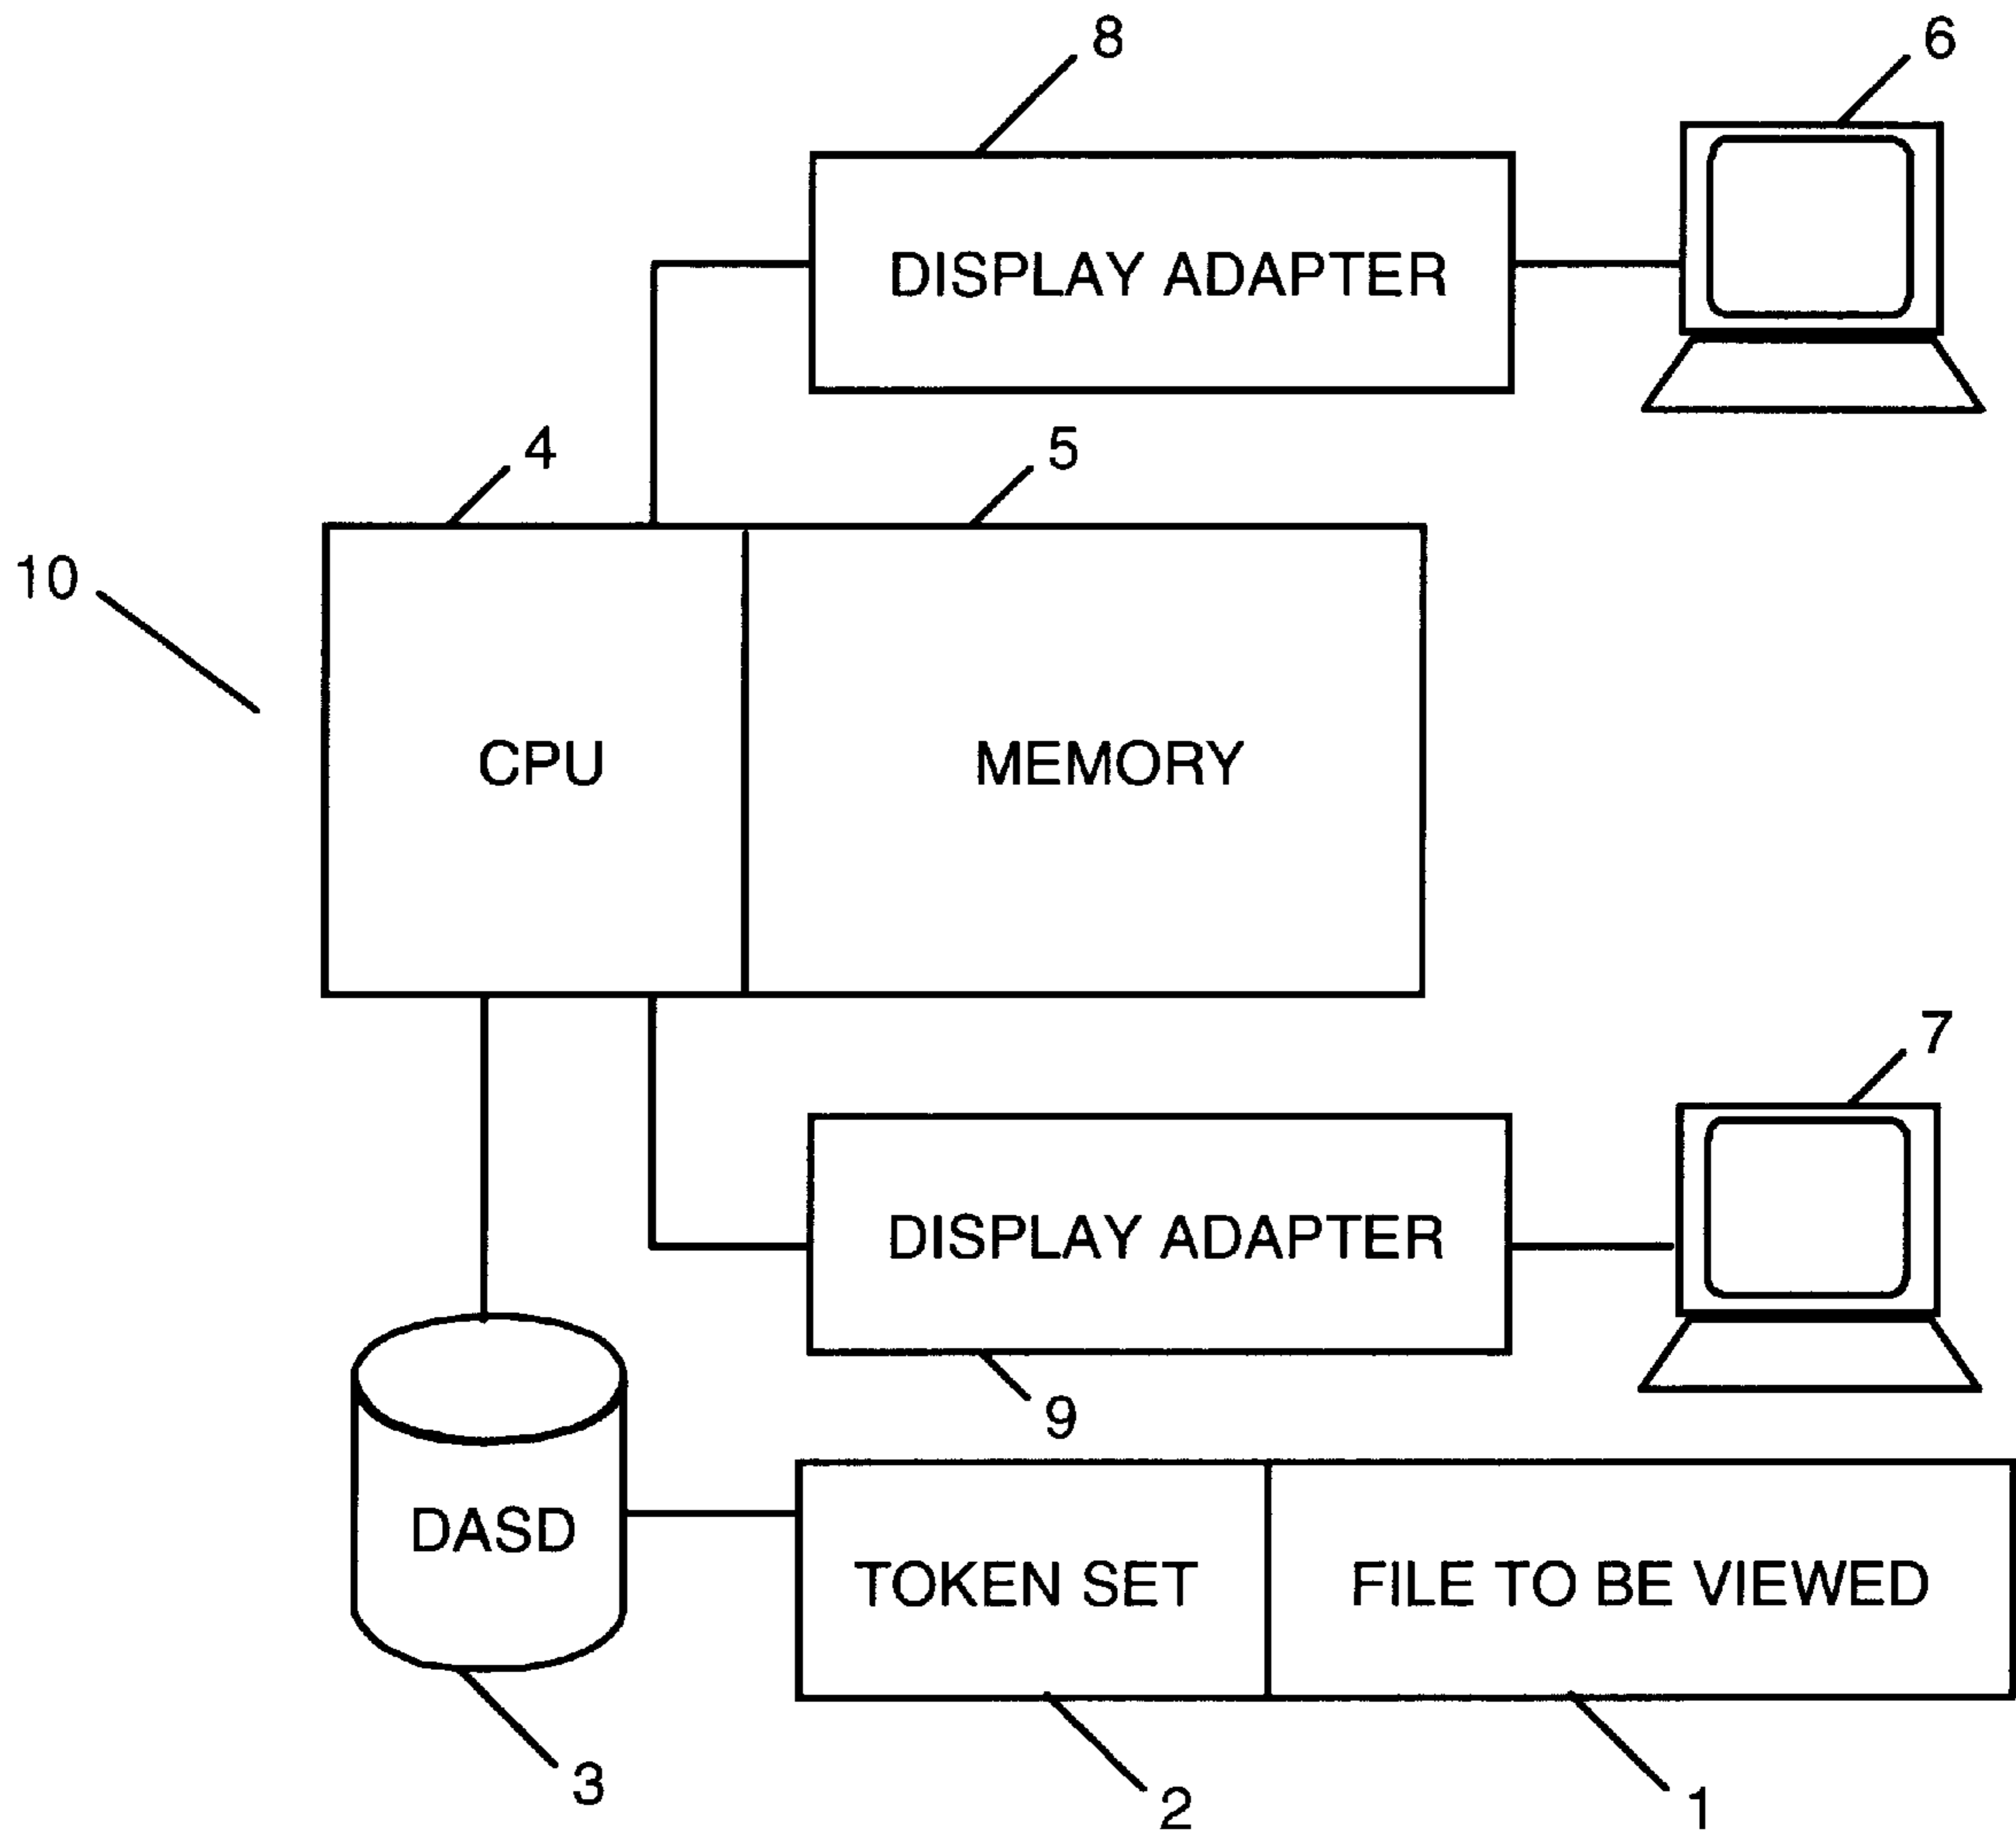 8
6
DISPLAY ADAPTER
4
5
10
CPU
MEMORY
7
DISPLAY ADAPTER
9
DASD
TOKEN SET
FILE TO BE VIEWED
3
2
1